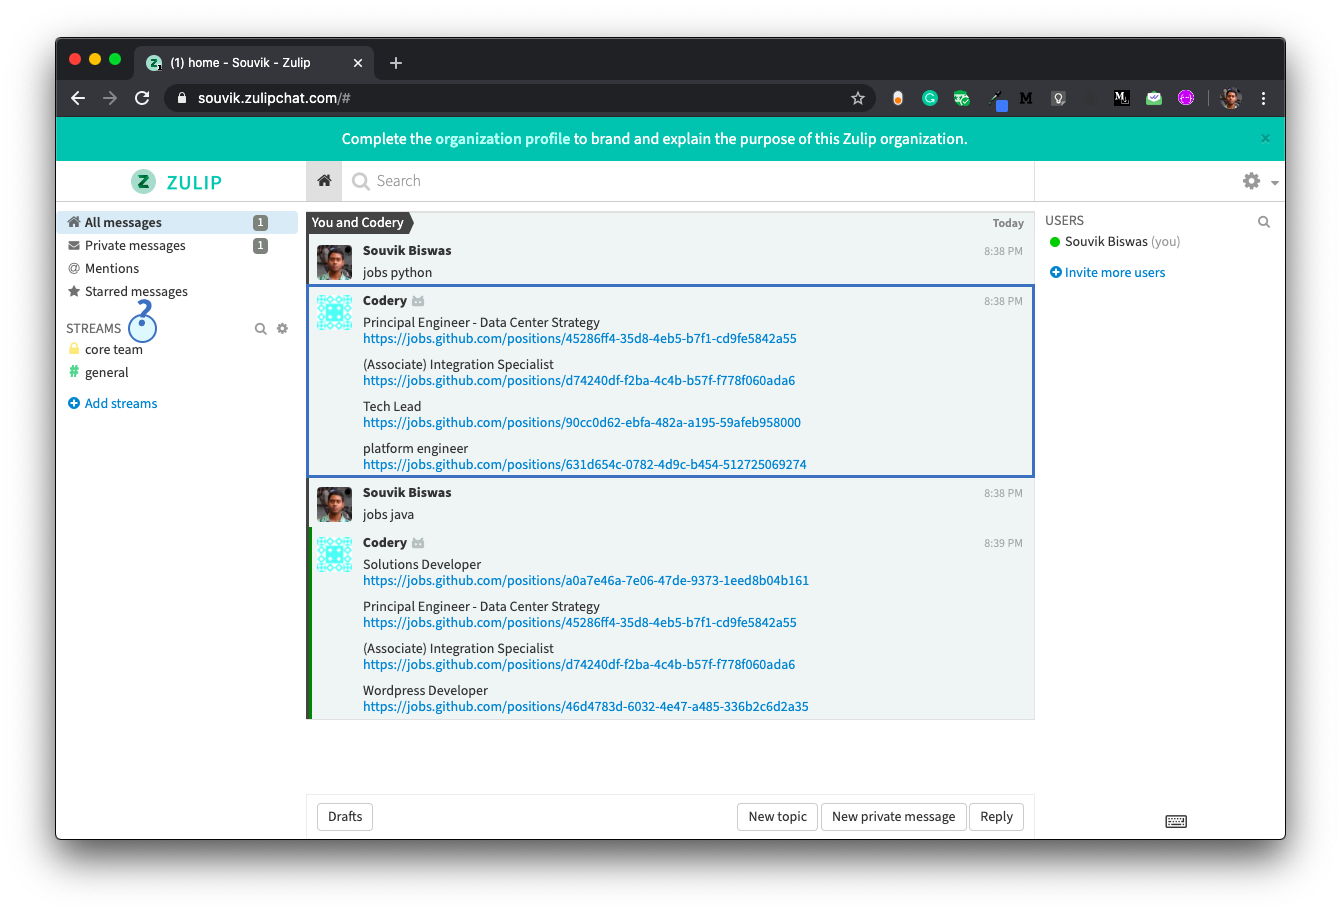 (1) home - Souvik - Zulip
souvik.zulipchat.com/#
Complete the organization profile to brand and explain the purpose of this Zulip organization.
ZULIP
Search
All messages 1
Private messages 1
Mentions
Starred messages
STREAMS
core team
general
Add streams
You and Codery Today
Souvik Biswas 8:38 PM
jobs python
Codery 8:38 PM
Principal Engineer - Data Center Strategy
https://jobs.github.com/positions/45286ff4-35d8-4eb5-b7f1-cd9fe5842a55
(Associate) Integration Specialist
https://jobs.github.com/positions/d74240df-f2ba-4c4b-b57f-f778f060ada6
Tech Lead
https://jobs.github.com/positions/90cc0d62-ebfa-482a-a195-59afeb958000
platform engineer
https://jobs.github.com/positions/631d654c-0782-4d9c-b454-512725069274
Souvik Biswas 8:38 PM
jobs java
Codery 8:39 PM
Solutions Developer
https://jobs.github.com/positions/a0a7e46a-7e06-47de-9373-1eed8b04b161
Principal Engineer - Data Center Strategy
https://jobs.github.com/positions/45286ff4-35d8-4eb5-b7f1-cd9fe5842a55
(Associate) Integration Specialist
https://jobs.github.com/positions/d74240df-f2ba-4c4b-b57f-f778f060ada6
Wordpress Developer
https://jobs.github.com/positions/46d4783d-6032-4e47-a485-336b2c6d2a35
USERS
Souvik Biswas (you)
Invite more users
Drafts
New topic
New private message
Reply